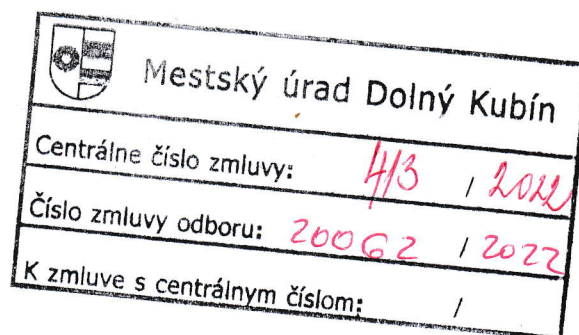 Mestský úrad Dolný Kubín
Centrálne číslo zmluvy: 413 / 2022
Číslo zmluvy odboru: 20062 / 2022
K zmluve s centrálnym číslom: /